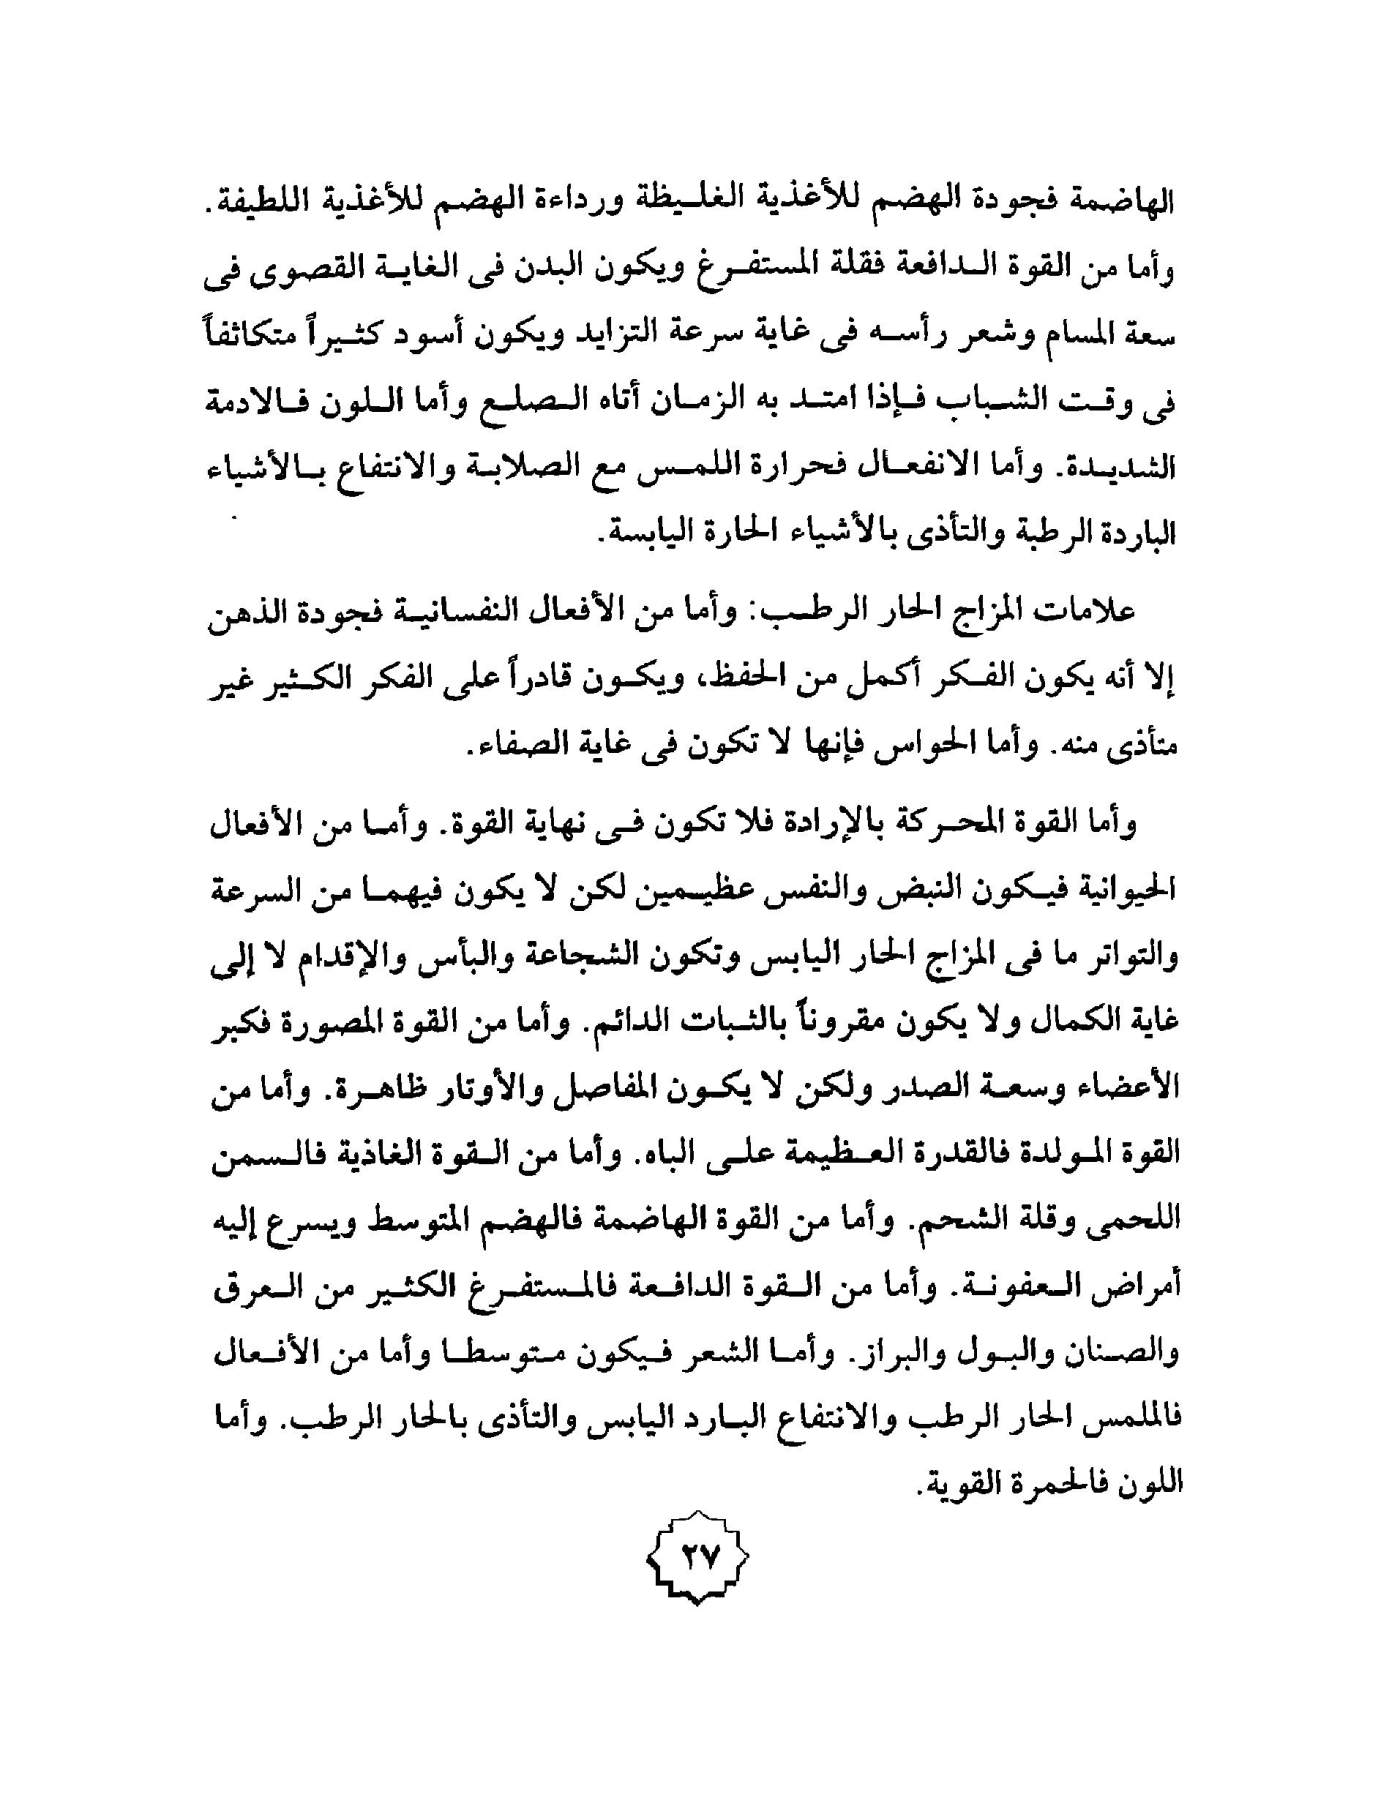 الهاضمة فجودة الهضم للأغذية الغليظة ورداءة الهضم للأغذية اللطيفة.
وأما من القوة الدافعة فقلة المستفرغ ويكون البدن فى الغاية القصوى فى
سعة المسام وشعر رأسه فى غاية سرعة التزايد ويكون أسود كثيراً متكاثفاً
فى وقت الشباب فإذا امتد به الزمان أتاه الصلع وأما اللون فالادمة
الشديدة. وأما الانفعال فحرارة اللمس مع الصلابة والانتفاع بالأشياء
الباردة الرطبة والتأذى بالأشياء الحارة اليابسة.
علامات المزاج الحار الرطب: وأما من الأفعال النفسانية فجودة الذهن
إلا أنه يكون الفكر أكمل من الحفظ، ويكون قادراً على الفكر الكثير غير
متأذى منه. وأما الحواس فإنها لا تكون فى غاية الصفاء.
وأما القوة المحركة بالإرادة فلا تكون فى نهاية القوة. وأما من الأفعال
الحيوانية فيكون النبض والنفس عظيمين لكن لا يكون فيهما من السرعة
والتواتر ما فى المزاج الحار اليابس وتكون الشجاعة والبأس والإقدام لا إلى
غاية الكمال ولا يكون مقروناً بالثبات الدائم. وأما من القوة المصورة فكبر
الأعضاء وسعة الصدر ولكن لا يكون المفاصل والأوتار ظاهرة. وأما من
القوة المولدة فالقدرة العظيمة على الباه. وأما من القوة الغاذية فالسمن
اللحمى وقلة الشحم. وأما من القوة الهاضمة فالهضم المتوسط ويسرع إليه
أمراض العفونة. وأما من القوة الدافعة فالمستفرغ الكثير من العرق
والصنان والبول والبراز. وأما الشعر فيكون متوسطا وأما من الأفعال
فالملمس الحار الرطب والانتفاع البارد اليابس والتأذى بالحار الرطب. وأما
اللون فالحمرة القوية.
٢٧